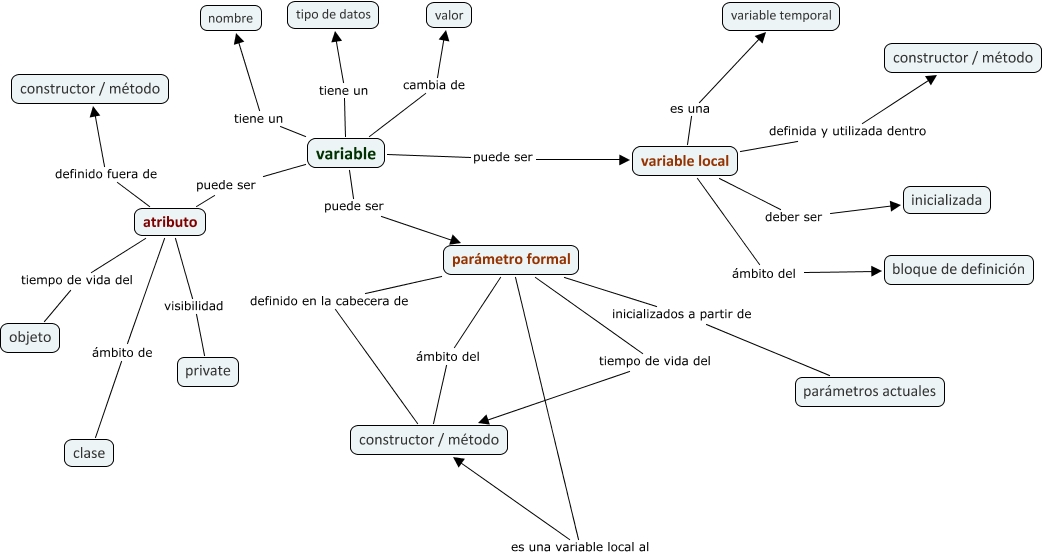 nombre
tipo de datos
valor
variable temporal
constructor / método
constructor / método
tiene un
tiene un
cambia de
es una
definida y utilizada dentro
variable
puede ser
variable local
definido fuera de
puede ser
puede ser
deber ser
inicializada
atributo
parámetro formal
ámbito del
bloque de definición
tiempo de vida del
visibilidad
definido en la cabecera de
inicializados a partir de
objeto
ámbito de
private
ámbito del
tiempo de vida del
parámetros actuales
clase
constructor / método
es una variable local al